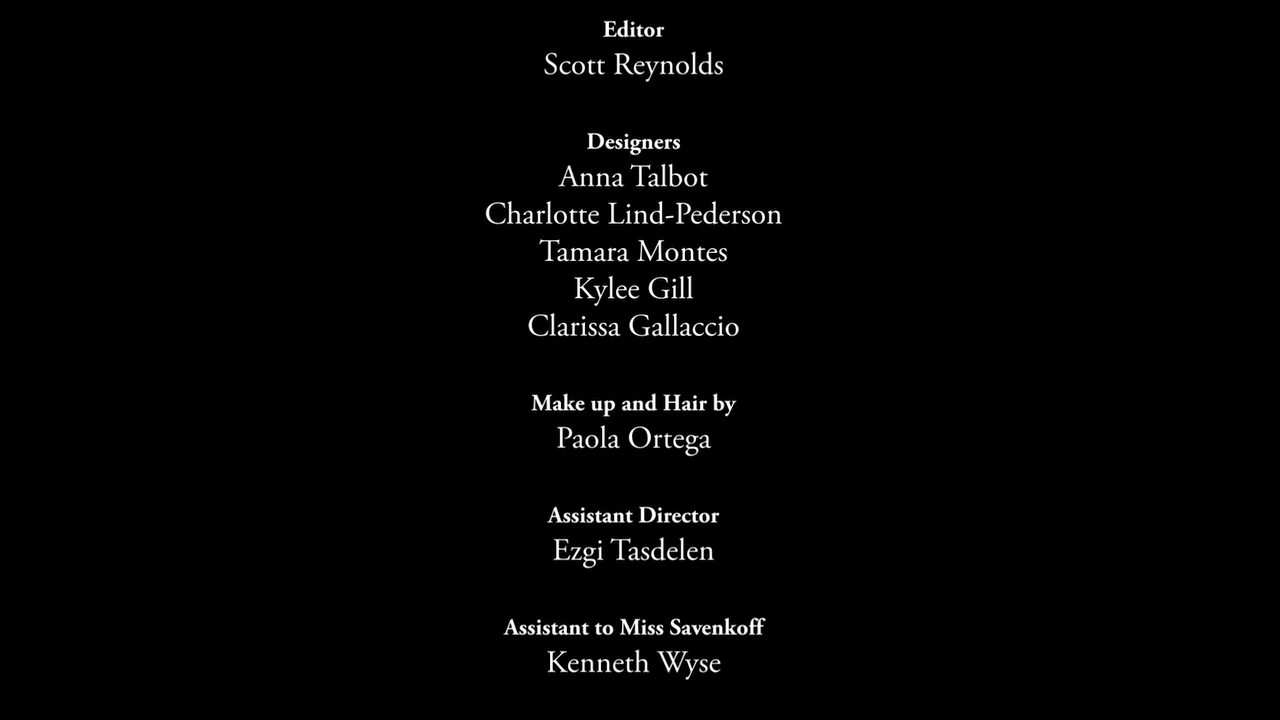 Editor
Scott Reynolds
Designers
Anna Talbot
Charlotte Lind-Pederson
Tamara Montes
Kylee Gill
Clarissa Gallaccio
Make up and Hair by
Paola Ortega
Assistant Director
Ezgi Tasdelen
Assistant to Miss Savenkoff
Kenneth Wyse